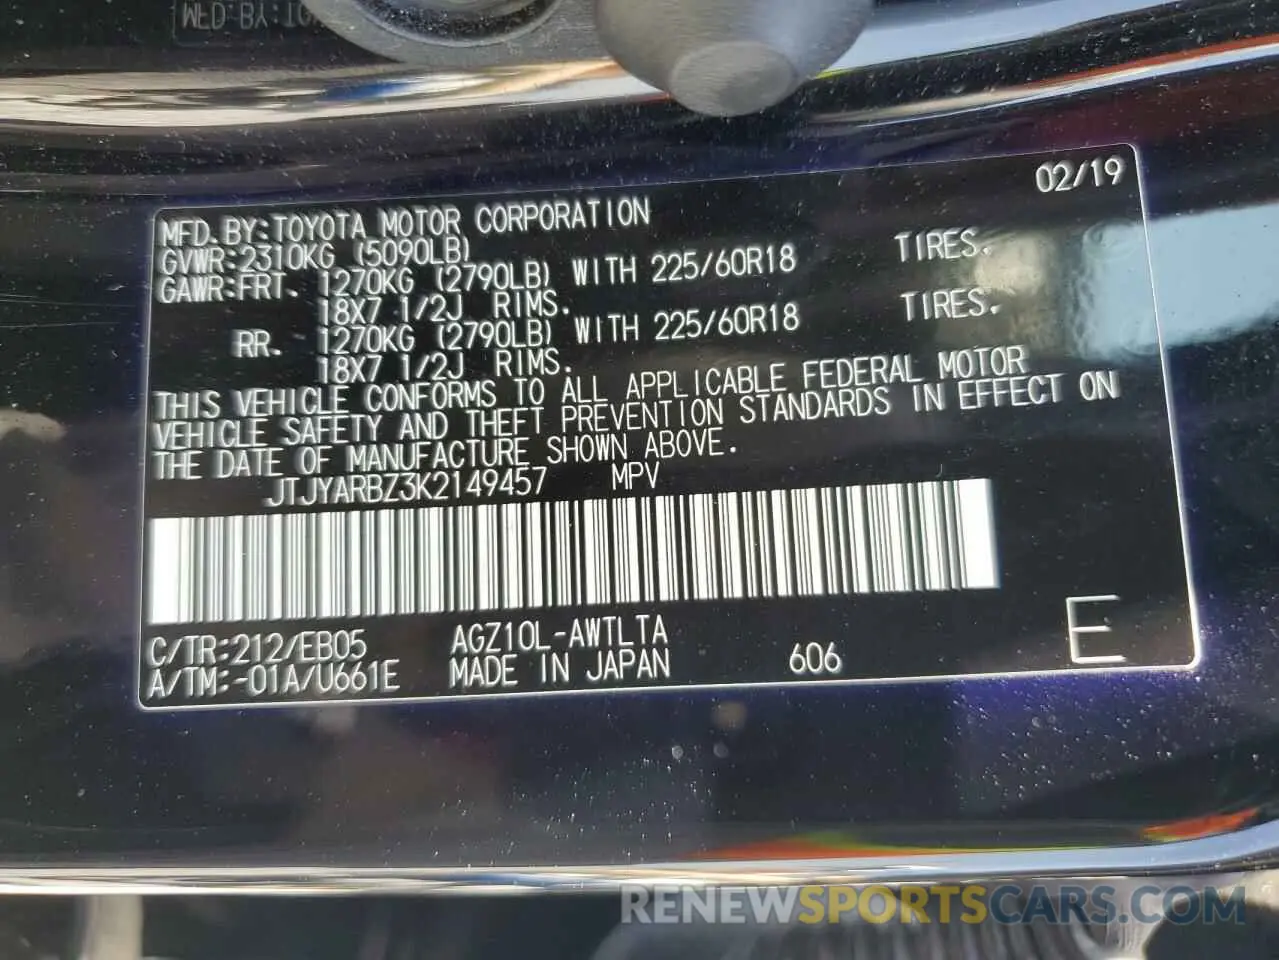 MFD BY:TO
02/19
MFD. BY:TOYOTA MOTOR CORPORATION
GVWR:2310KG (5090LB)
GAWR:FRT. 1270KG (2790LB) WITH 225/60R18 TIRES.
18X7 1/2J RIMS.
RR. 1270KG (2790LB) WITH 225/60R18 TIRES.
18X7 1/2J RIMS.
THIS VEHICLE CONFORMS TO ALL APPLICABLE FEDERAL MOTOR
VEHICLE SAFETY AND THEFT PREVENTION STANDARDS IN EFFECT ON
THE DATE OF MANUFACTURE SHOWN ABOVE.
JTJYARBZ3K2149457 MPV
C/TR:212/EB05 AGZ10L-AWTLTA
A/TM:-01A/U661E MADE IN JAPAN 606 E
RENEWSPORTSCARS.COM